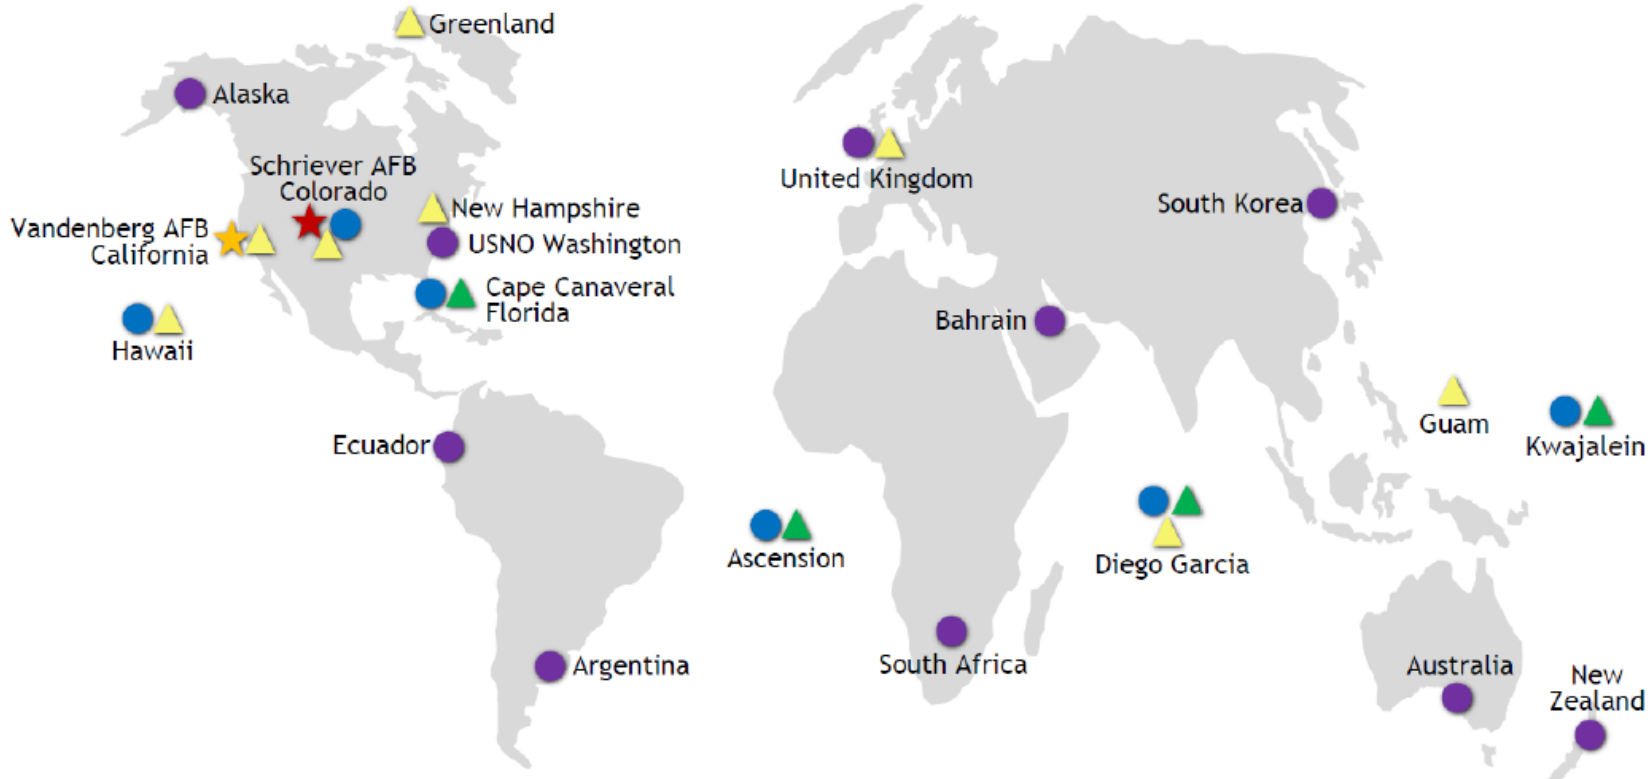 Greenland
Alaska
Schriever AFB
Colorado
United Kingdom
South Korea
New Hampshire
Vandenberg AFB
California
USNO Washington
Cape Canaveral
Florida
Bahrain
Hawaii
Guam
Kwajalein
Ecuador
Ascension
Diego Garcia
South Africa
Argentina
Australia
New
Zealand